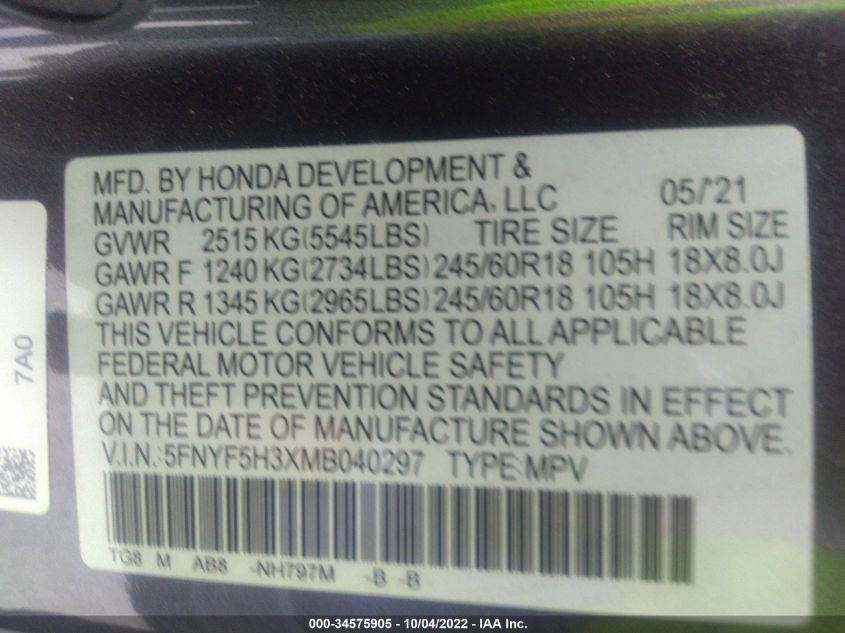 MFD. BY HONDA DEVELOPMENT &
MANUFACTURING OF AMERICA, LLC 05/'21
GVWR 2515 KG(5545LBS) TIRE SIZE RIM SIZE
GAWR F 1240 KG(2734LBS) 245/60R18 105H 18X8.0J
GAWR R 1345 KG(2965LBS) 245/60R18 105H 18X8.0J
THIS VEHICLE CONFORMS TO ALL APPLICABLE
FEDERAL MOTOR VEHICLE SAFETY
AND THEFT PREVENTION STANDARDS IN EFFECT
ON THE DATE OF MANUFACTURE SHOWN ABOVE.
V.I.N.:5FNYF5H3XMB040297 TYPE:MPV
TG8 M AB8 -NH797M -B -B
7A0
000-34575905 - 10/04/2022 - IAA Inc.